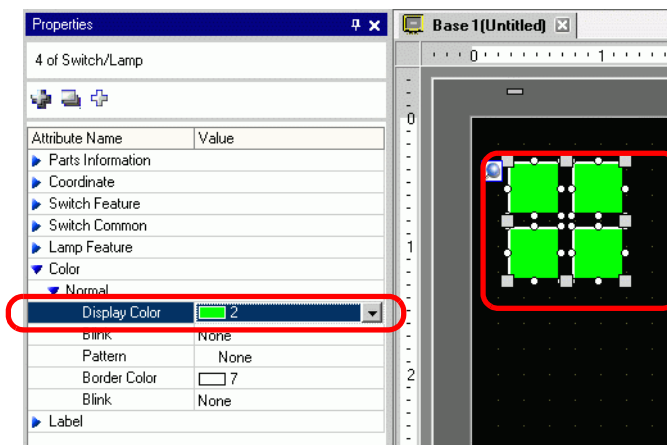 Properties
Base 1(Untitled)
4 of Switch/Lamp
0 1
Attribute Name Value
Parts Information
Coordinate
Switch Feature
Switch Common
Lamp Feature
Color
Normal
Display Color 2
Blink None
Pattern None
Border Color 7
Blink None
Label
0
1
2